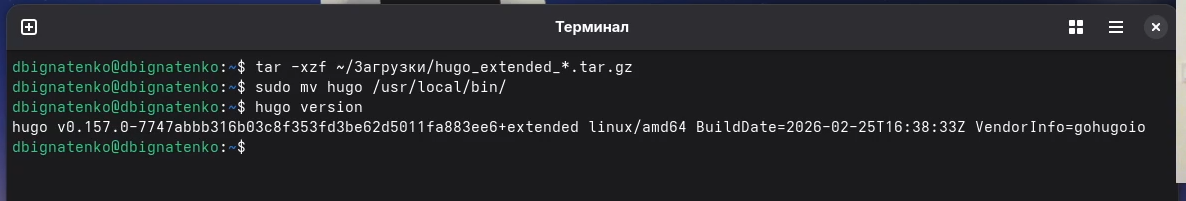 Терминал
dbignatenko@dbignatenko:~$ tar -xzf ~/Загрузки/hugo_extended_*.tar.gz
dbignatenko@dbignatenko:~$ sudo mv hugo /usr/local/bin/
dbignatenko@dbignatenko:~$ hugo version
hugo v0.157.0-7747abbb316b03c8f353fd3be62d5011fa883ee6+extended linux/amd64 BuildDate=2026-02-25T16:38:33Z VendorInfo=gohugoio
dbignatenko@dbignatenko:~$